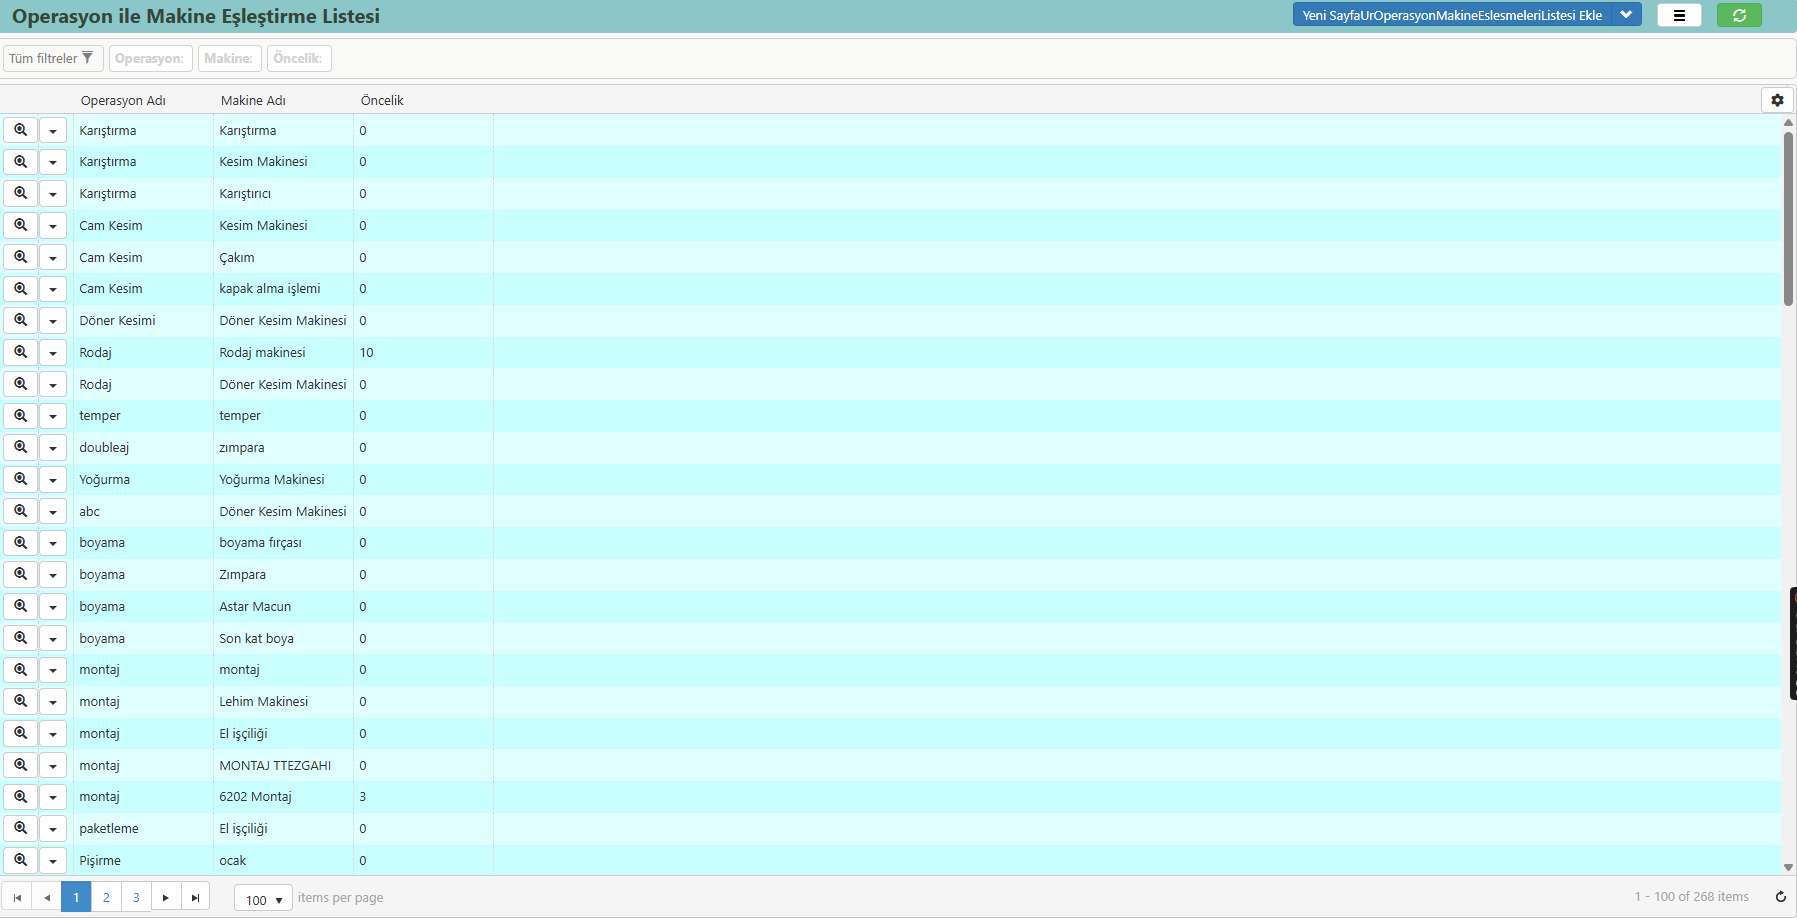 Operasyon ile Makine Eşleştirme Listesi
Yeni SayfaUrOperasyonMakineEslesmeleriListesi Ekle
Tüm filtreler Operasyon: Makine: Öncelik:
Operasyon Adı Makine Adı Öncelik
Karıştırma Karıştırma 0
Karıştırma Kesim Makinesi 0
Karıştırma Karıştırıcı 0
Cam Kesim Kesim Makinesi 0
Cam Kesim Çakım 0
Cam Kesim kapak alma işlemi 0
Döner Kesimi Döner Kesim Makinesi 0
Rodaj Rodaj makinesi 10
Rodaj Döner Kesim Makinesi 0
temper temper 0
doubleaj zımpara 0
Yoğurma Yoğurma Makinesi 0
abc Döner Kesim Makinesi 0
boyama boyama fırçası 0
boyama Zımpara 0
boyama Astar Macun 0
boyama Son kat boya 0
montaj montaj 0
montaj Lehim Makinesi 0
montaj El işçiliği 0
montaj MONTAJ TTEZGAHI 0
montaj 6202 Montaj 3
paketleme El işçiliği 0
Pişirme ocak 0
1 2 3 100 items per page 1 - 100 of 268 items